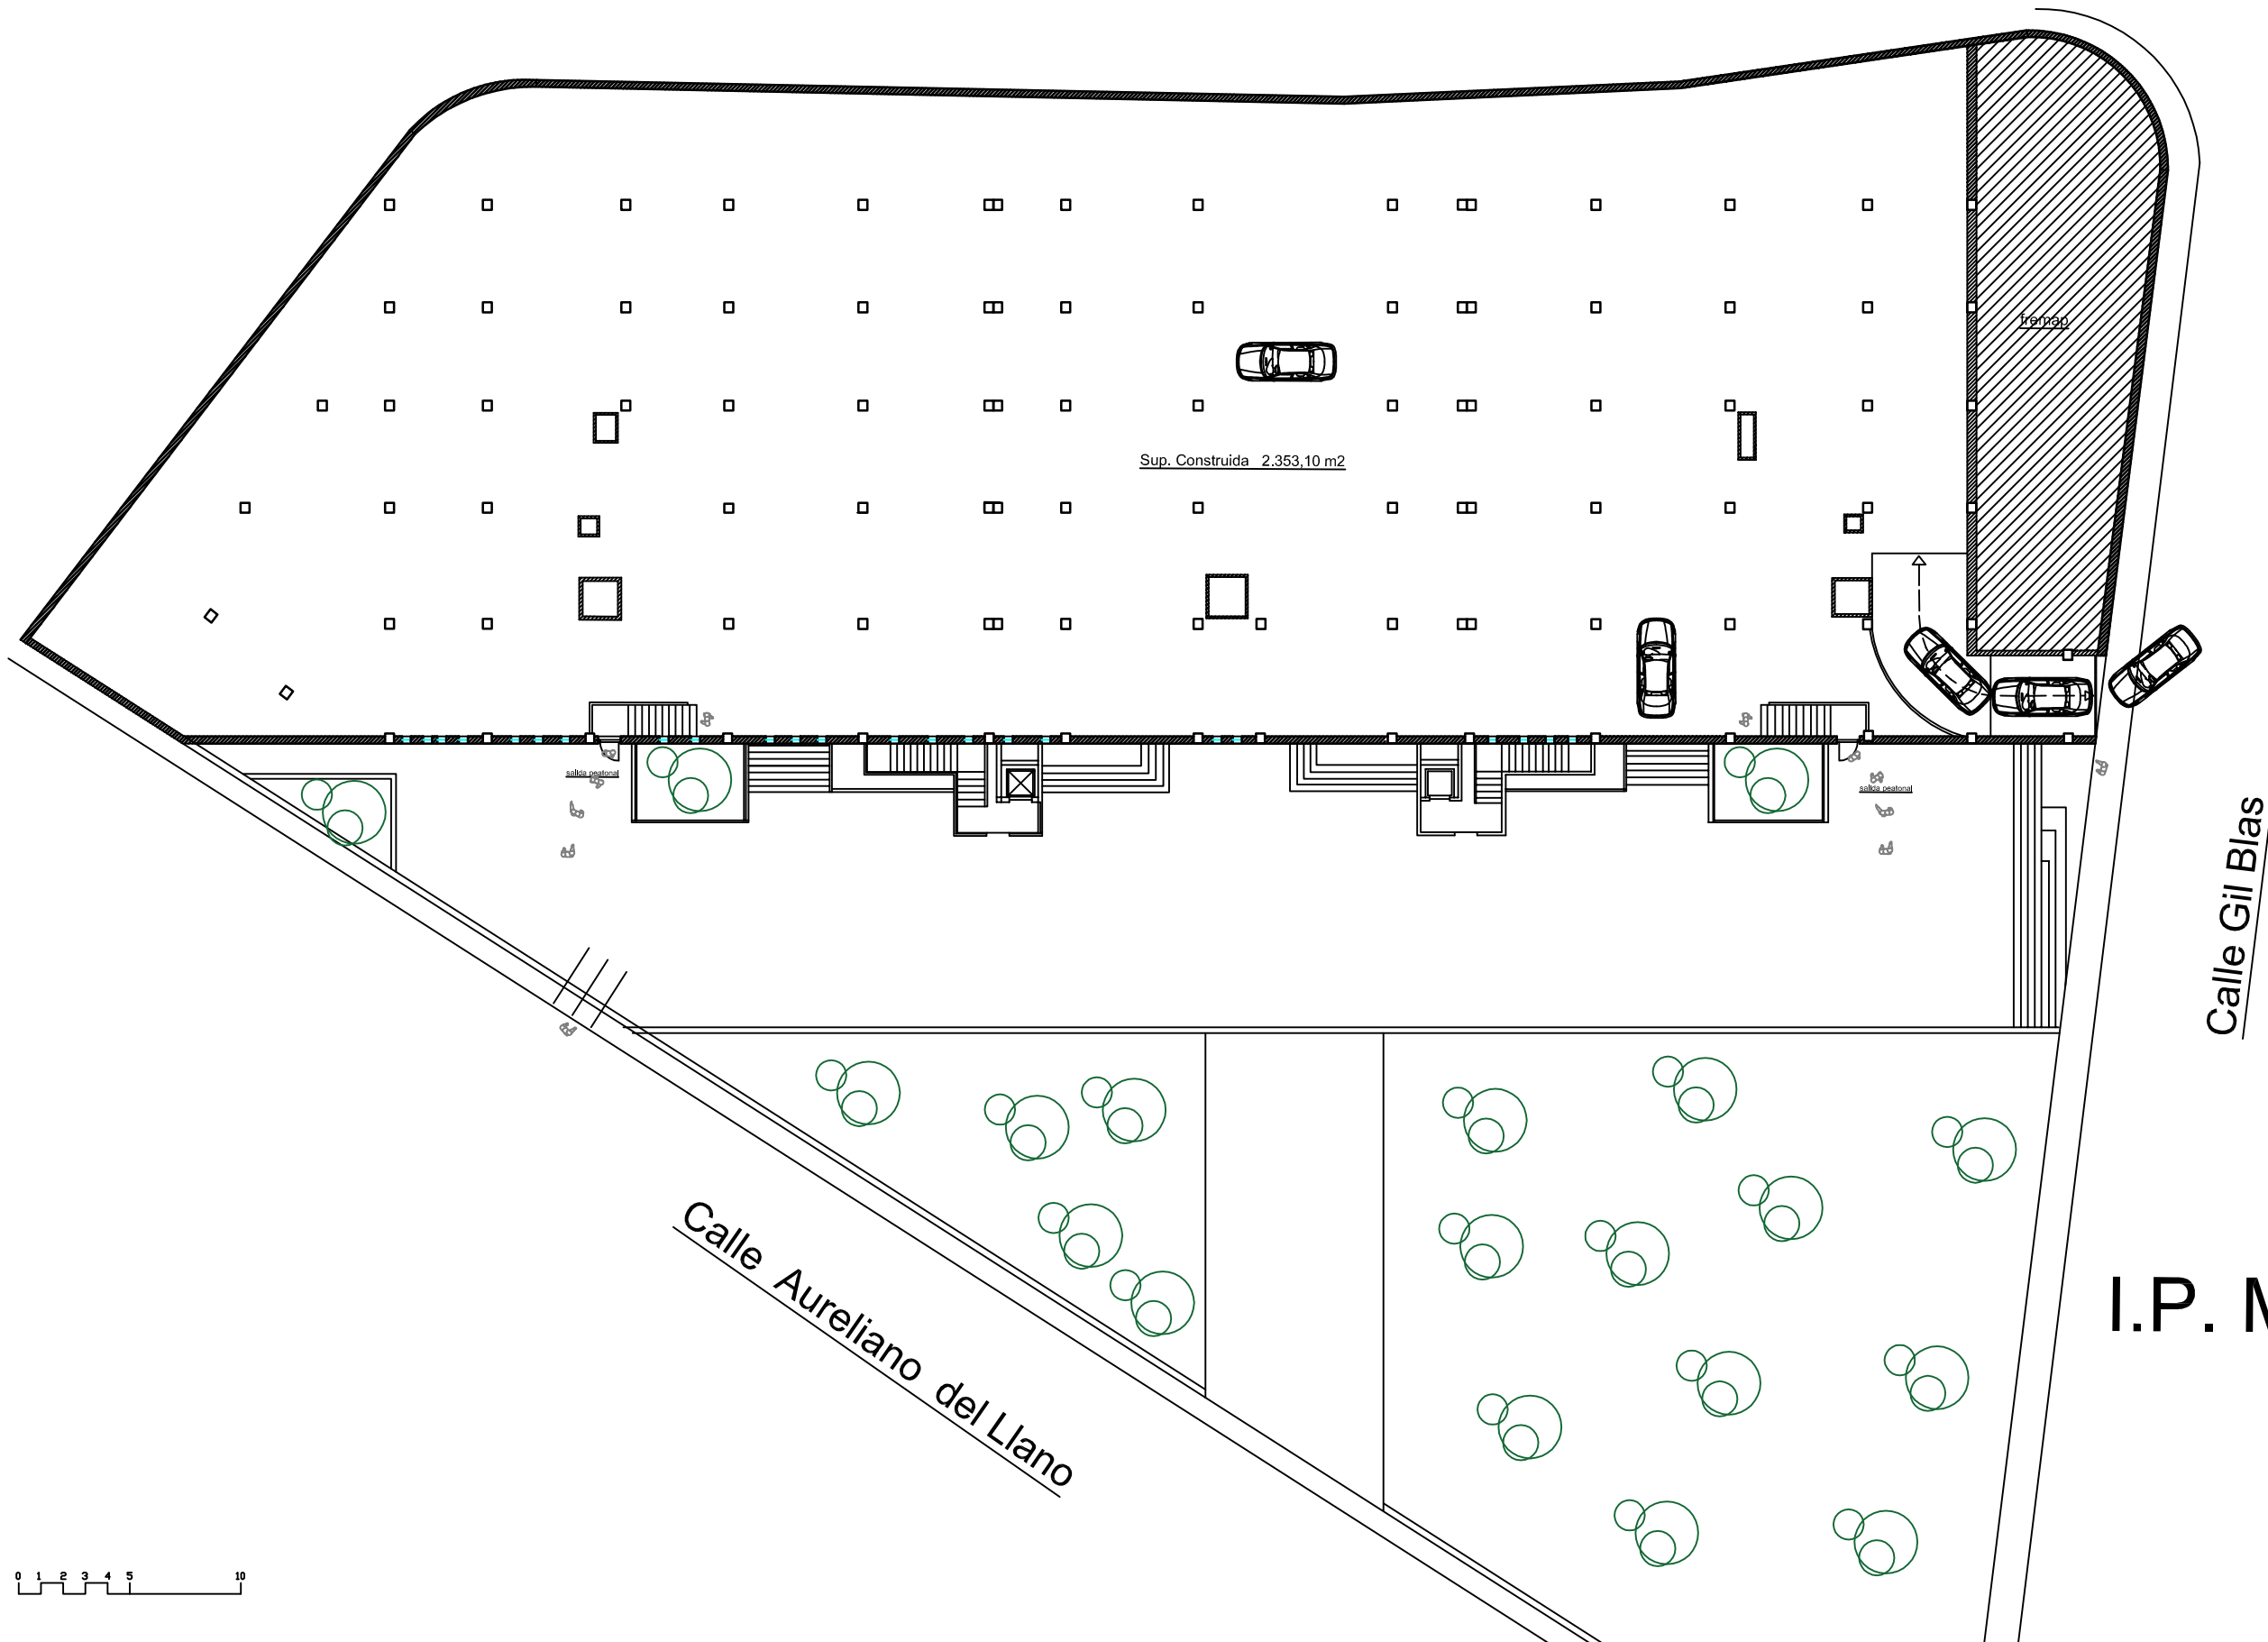 fremap
Sup. Construida 2.353,10 m2
salida peatonal
salida peatonal
Calle Gil Blas
Calle Aureliano del Llano
I.P. M
0 1 2 3 4 5 10